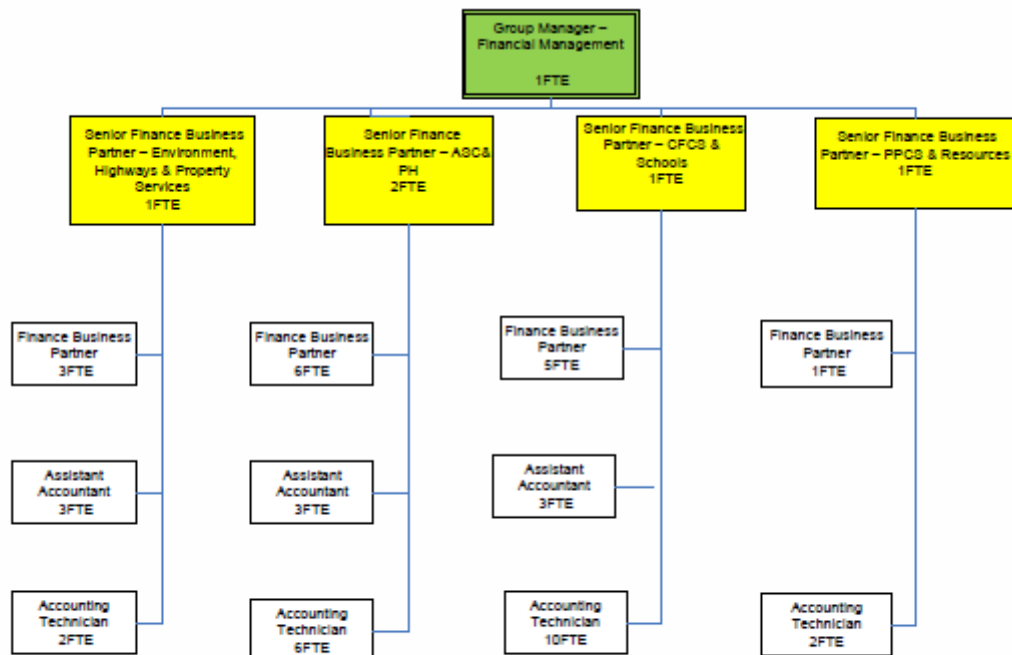 Group Manager –
Financial Management
1FTE
Senior Finance Business
Partner – Environment,
Highways & Property
Services
1FTE
Senior Finance
Business Partner – ASC&
PH
2FTE
Senior Finance Business
Partner – CFCS &
Schools
1FTE
Senior Finance Business
Partner – PPCS & Resources
1FTE
Finance Business
Partner
3FTE
Finance Business
Partner
6FTE
Finance Business
Partner
5FTE
Finance Business
Partner
1FTE
Assistant
Accountant
3FTE
Assistant
Accountant
3FTE
Assistant
Accountant
3FTE
Accounting
Technician
2FTE
Accounting
Technician
6FTE
Accounting
Technician
10FTE
Accounting
Technician
2FTE